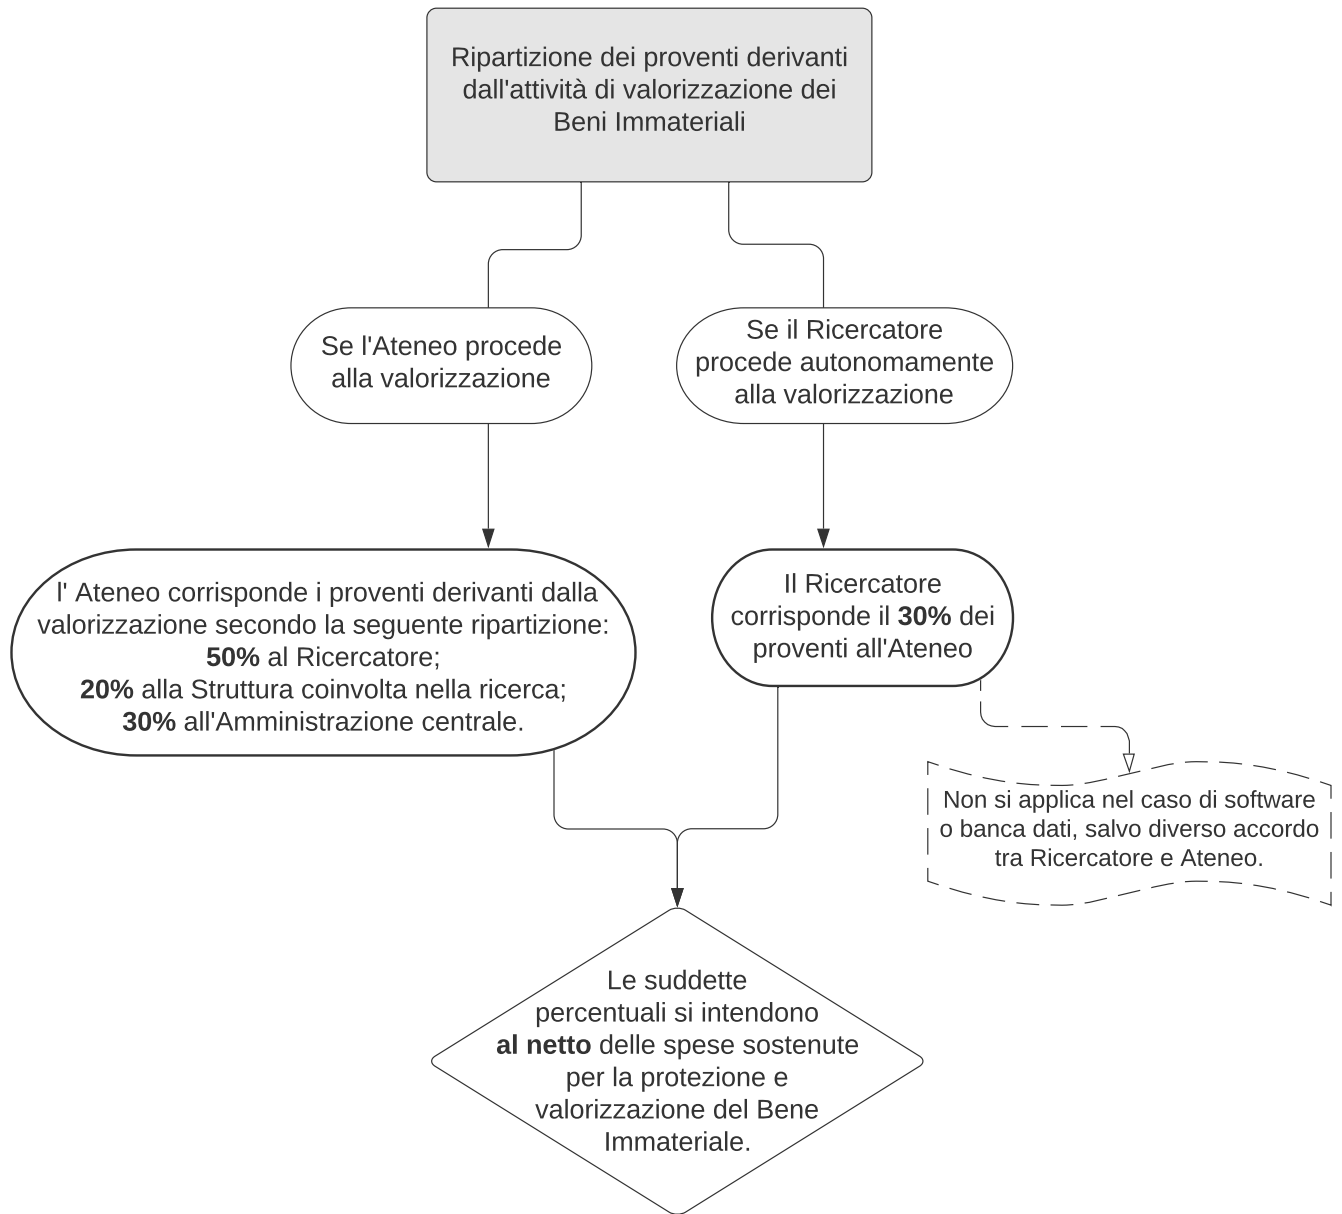 Ripartizione dei proventi derivanti
dall'attività di valorizzazione dei
Beni Immateriali
Se l'Ateneo procede
alla valorizzazione
Se il Ricercatore
procede autonomamente
alla valorizzazione
l' Ateneo corrisponde i proventi derivanti dalla
valorizzazione secondo la seguente ripartizione:
50% al Ricercatore;
20% alla Struttura coinvolta nella ricerca;
30% all'Amministrazione centrale.
Il Ricercatore
corrisponde il 30% dei
proventi all'Ateneo
Non si applica nel caso di software
o banca dati, salvo diverso accordo
tra Ricercatore e Ateneo.
Le suddette
percentuali si intendono
al netto delle spese sostenute
per la protezione e
valorizzazione del Bene
Immateriale.